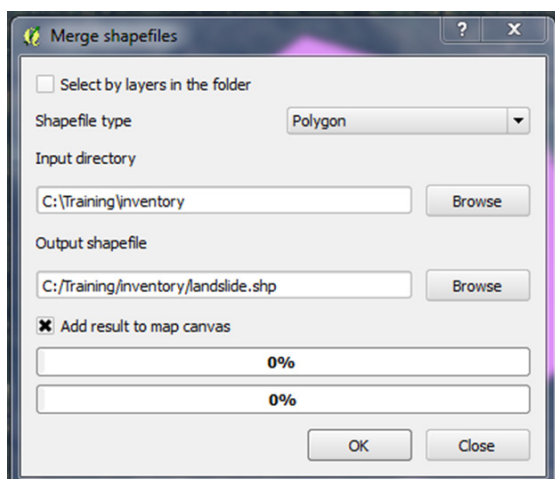 Merge shapefiles
? X
Select by layers in the folder
Shapefile type Polygon
Input directory
C:\Training\inventory Browse
Output shapefile
C:/Training/inventory/landslide.shp Browse
Add result to map canvas
0%
0%
OK Close